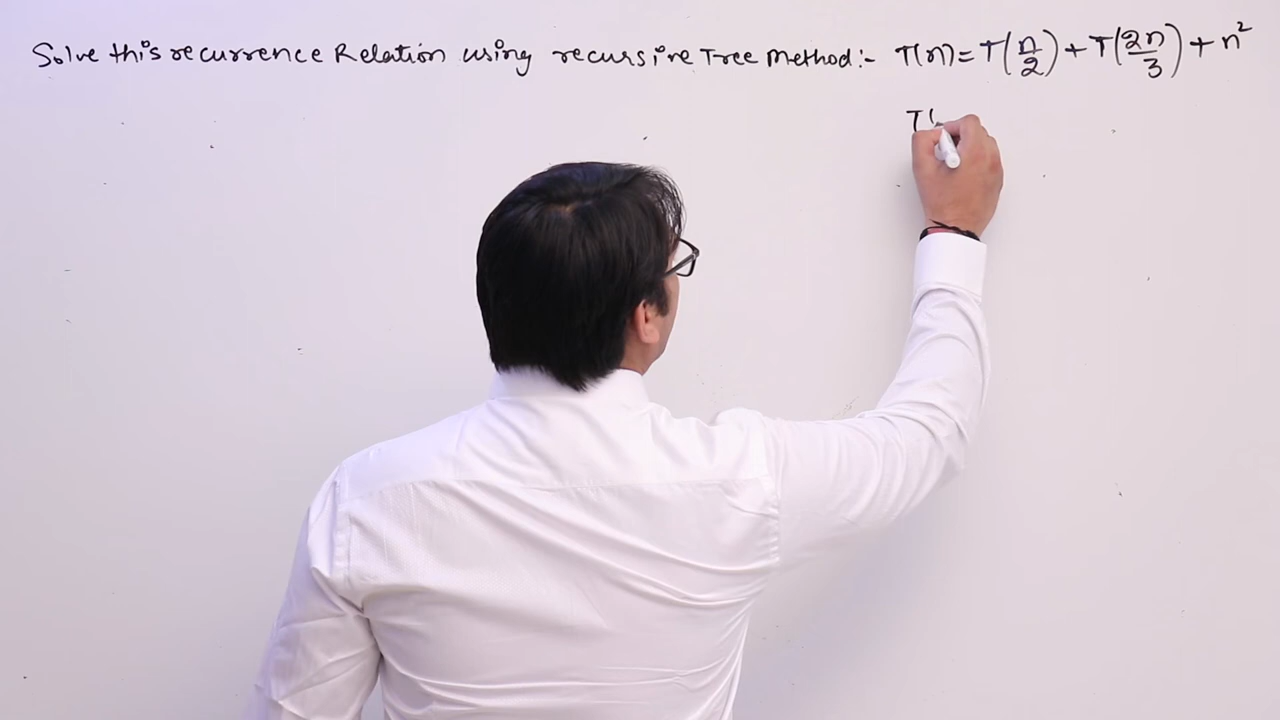 Solve this recurrence Relation using recursive Tree Method:- T(n)=T(n/2)+T(2n/3)+n²
T(